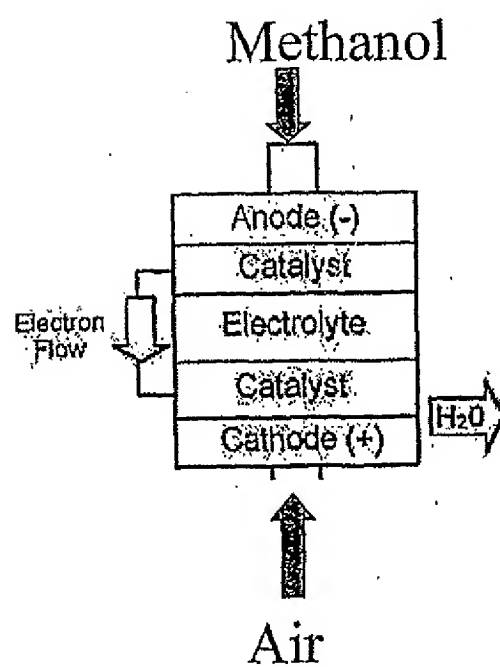 Methanol
Anode (-)
Catalyst
Electron
Flow
Electrolyte
Catalyst
Cathode (+)
H₂O
Air